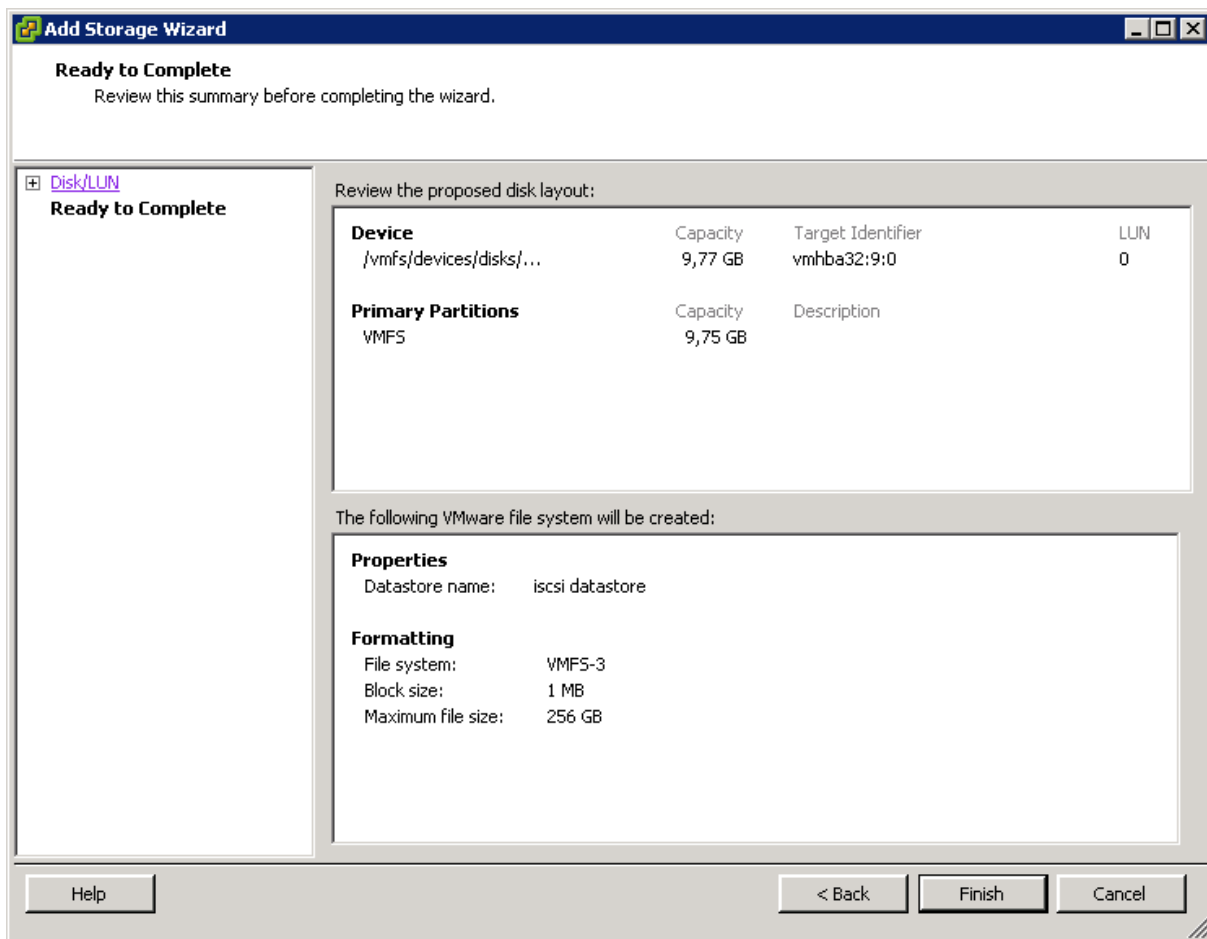 Add Storage Wizard
Ready to Complete
Review this summary before completing the wizard.
Disk/LUN
Ready to Complete
Review the proposed disk layout:
Device Capacity Target Identifier LUN
/vmfs/devices/disks/... 9,77 GB vmhba32:9:0 0
Primary Partitions Capacity Description
VMFS 9,75 GB
The following VMware file system will be created:
Properties
Datastore name: iscsi datastore
Formatting
File system: VMFS-3
Block size: 1 MB
Maximum file size: 256 GB
Help < Back Finish Cancel